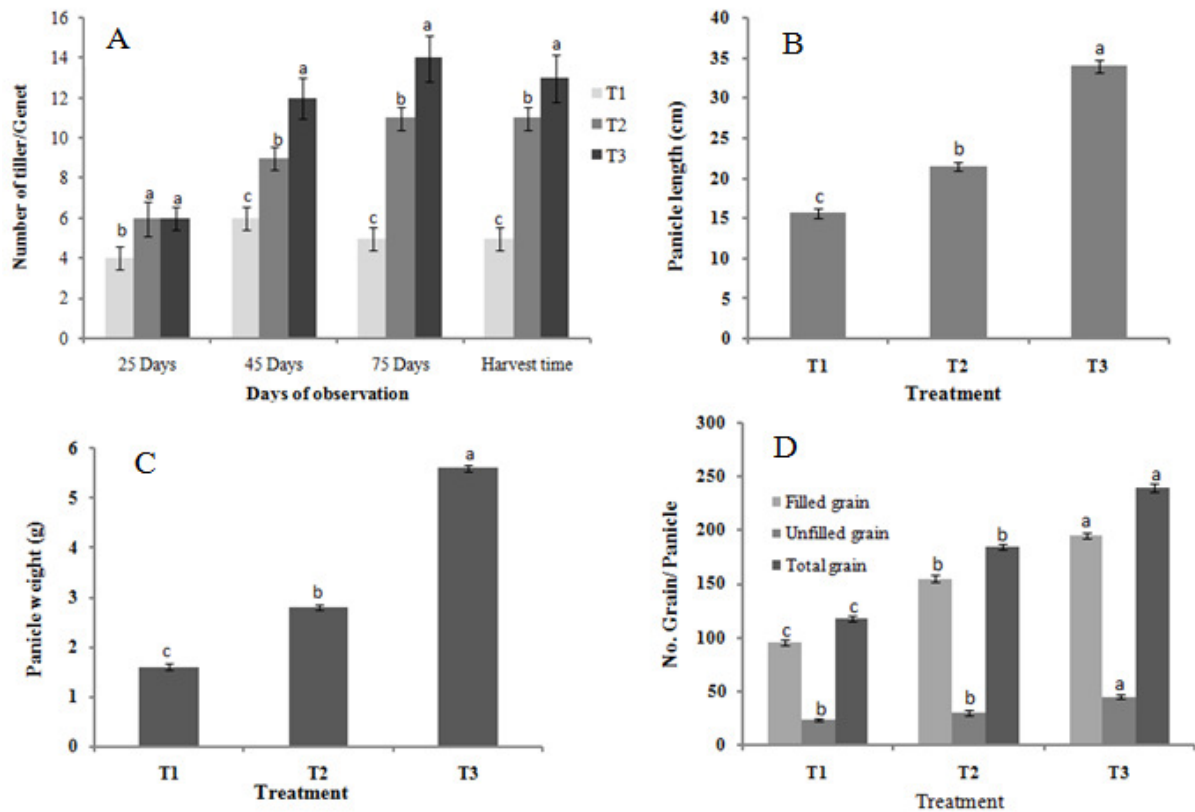 A
Number of tiller/Genet
16
14
12
10
8
6
4
2
0
a
a
a
b
b
b
c
c
c
b
a
a
T1
T2
T3
25 Days
45 Days
75 Days
Harvest time
Days of observation
B
Panicle length (cm)
40
35
30
25
20
15
10
5
0
a
b
c
T1
T2
T3
Treatment
C
Panicle weight (g)
6
5
4
3
2
1
0
a
b
c
T1
T2
T3
Treatment
D
No. Grain/ Panicle
300
250
200
150
100
50
0
Filled grain
Unfilled grain
Total grain
c
b
c
b
b
b
a
a
a
T1
T2
T3
Treatment